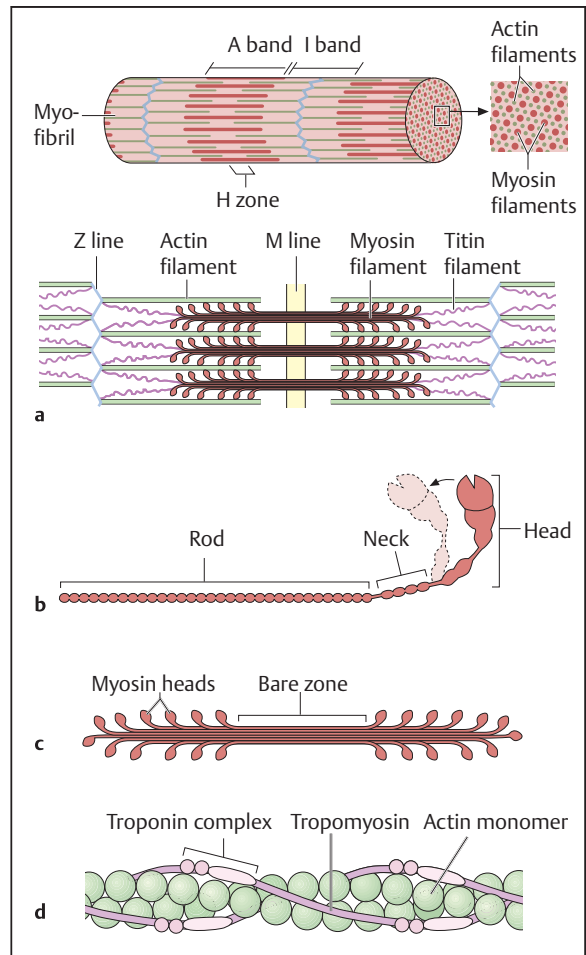 A band
I band
Actin
filaments
Myo-
fibril
H zone
Myosin
filaments
Z line
Actin
filament
M line
Myosin
filament
Titin
filament
a
Rod
Neck
Head
b
Myosin heads
Bare zone
c
Troponin complex
Tropomyosin
Actin monomer
d